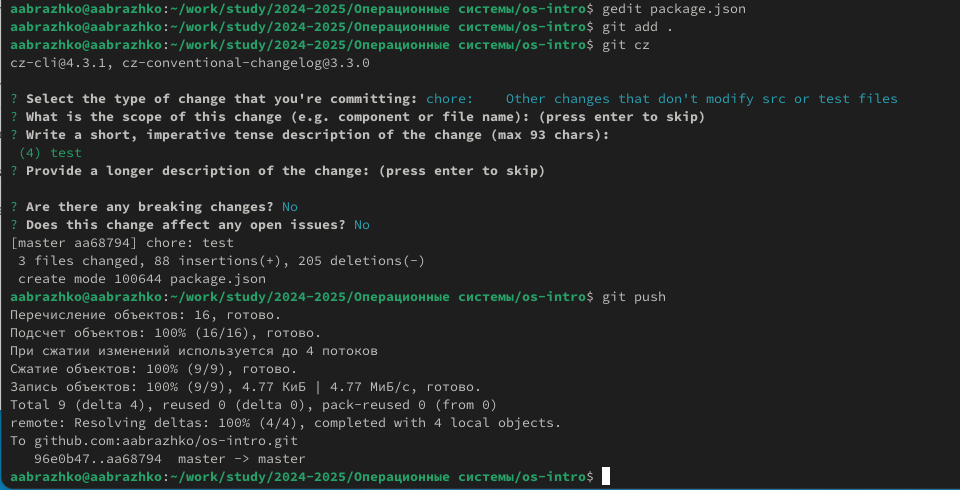 aabrazhko@aabrazhko:~/work/study/2024-2025/Операционные системы/os-intro$ gedit package.json
aabrazhko@aabrazhko:~/work/study/2024-2025/Операционные системы/os-intro$ git add .
aabrazhko@aabrazhko:~/work/study/2024-2025/Операционные системы/os-intro$ git cz
cz-cli@4.3.1, cz-conventional-changelog@3.3.0
? Select the type of change that you're committing: chore:    Other changes that don't modify src or test files
? What is the scope of this change (e.g. component or file name): (press enter to skip)
? Write a short, imperative tense description of the change (max 93 chars):
 (4) test
? Provide a longer description of the change: (press enter to skip)
? Are there any breaking changes? No
? Does this change affect any open issues? No
[master aa68794] chore: test
 3 files changed, 88 insertions(+), 205 deletions(-)
 create mode 100644 package.json
aabrazhko@aabrazhko:~/work/study/2024-2025/Операционные системы/os-intro$ git push
Перечисление объектов: 16, готово.
Подсчет объектов: 100% (16/16), готово.
При сжатии изменений используется до 4 потоков
Сжатие объектов: 100% (9/9), готово.
Запись объектов: 100% (9/9), 4.77 КиБ | 4.77 МиБ/с, готово.
Total 9 (delta 4), reused 0 (delta 0), pack-reused 0 (from 0)
remote: Resolving deltas: 100% (4/4), completed with 4 local objects.
To github.com:aabrazhko/os-intro.git
   96e0b47..aa68794  master -> master
aabrazhko@aabrazhko:~/work/study/2024-2025/Операционные системы/os-intro$